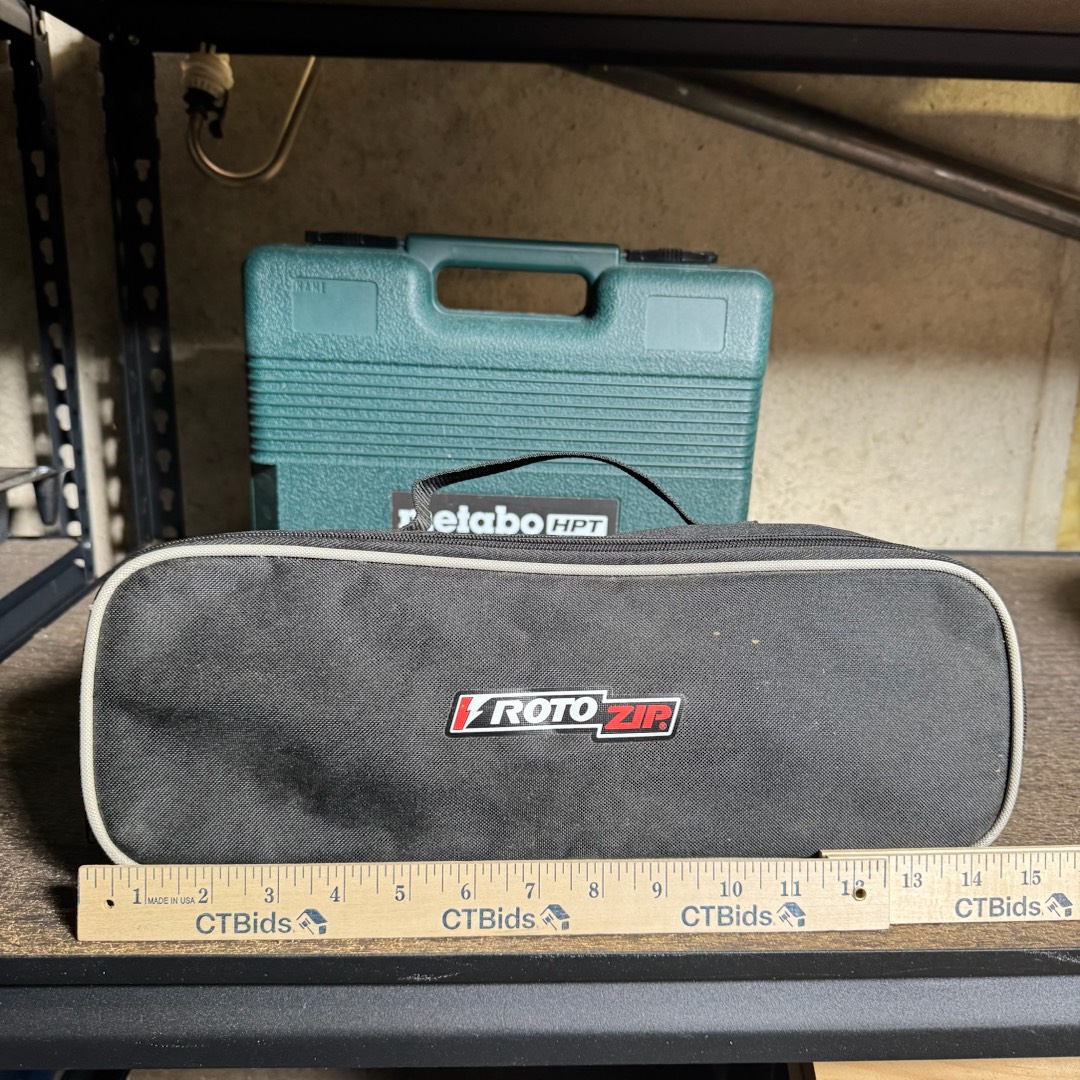 NAME
metabo HPT
ROTO ZIP®
1 MADE IN USA 2 3 4 5 6 7 8 9 10 11 12 13 14 15
CTBids CTBids CTBids CTBids